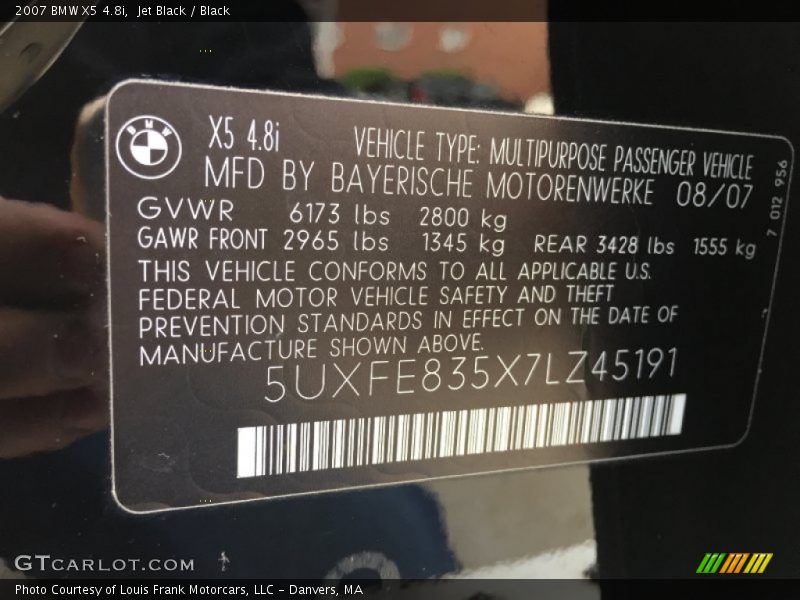 2007 BMW X5 4.8i, Jet Black / Black
BMW
X5 4.8i VEHICLE TYPE: MULTIPURPOSE PASSENGER VEHICLE
MFD BY BAYERISCHE MOTORENWERKE 08/07
GVWR 6173 lbs 2800 kg
GAWR FRONT 2965 lbs 1345 kg REAR 3428 lbs 1555 kg
THIS VEHICLE CONFORMS TO ALL APPLICABLE U.S.
FEDERAL MOTOR VEHICLE SAFETY AND THEFT
PREVENTION STANDARDS IN EFFECT ON THE DATE OF
MANUFACTURE SHOWN ABOVE.
5UXFE835X7LZ45191
7 012 956
GTCARLOT.COM
Photo Courtesy of Louis Frank Motorcars, LLC - Danvers, MA